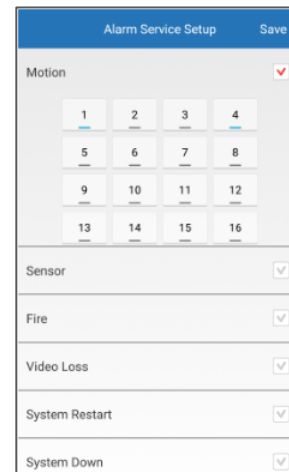 Alarm Service Setup Save
Motion
1 2 3 4
5 6 7 8
9 10 11 12
13 14 15 16
Sensor
Fire
Video Loss
System Restart
System Down